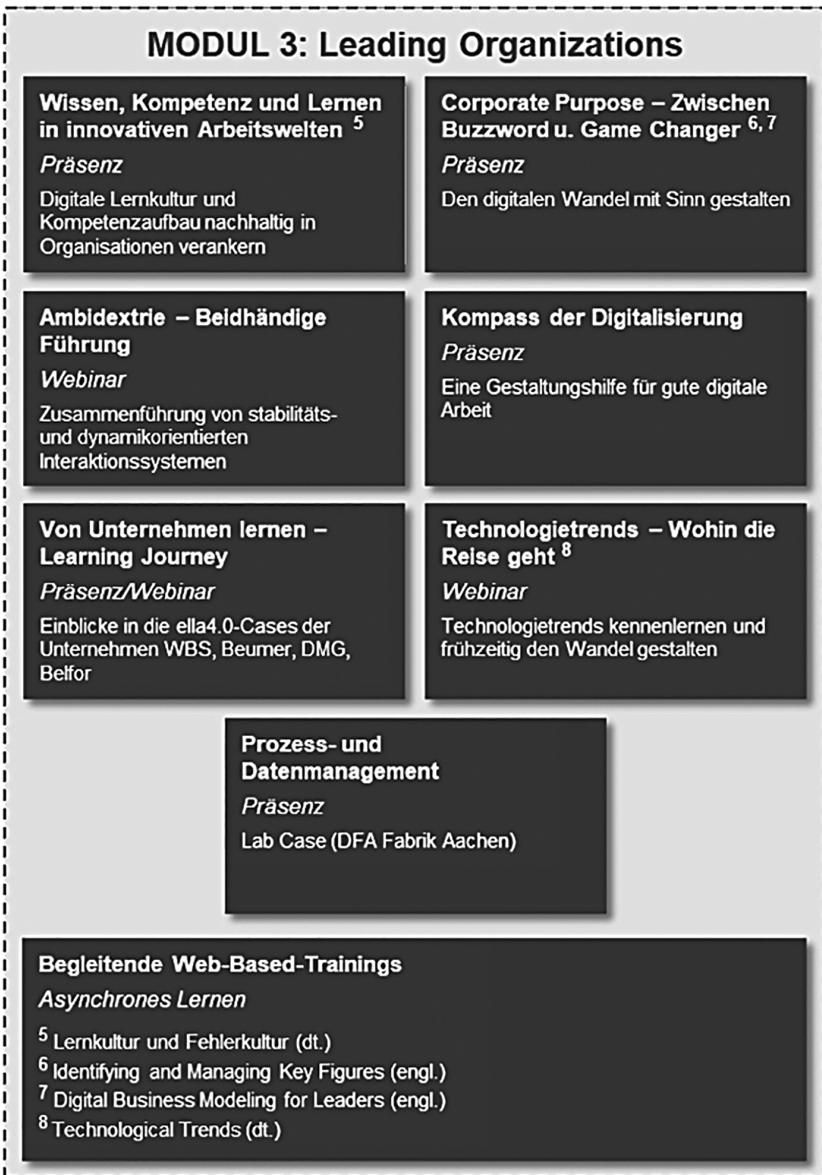 MODUL 3: Leading Organizations
Wissen, Kompetenz und Lernen
in innovativen Arbeitswelten 5
Präsenz
Digitale Lernkultur und
Kompetenzaufbau nachhaltig in
Organisationen verankern
Corporate Purpose – Zwischen
Buzzword u. Game Changer 6, 7
Präsenz
Den digitalen Wandel mit Sinn gestalten
Ambidextrie – Beidhändige
Führung
Webinar
Zusammenführung von stabilitäts-
und dynamikorientierten
Interaktionssystemen
Kompass der Digitalisierung
Präsenz
Eine Gestaltungshilfe für gute digitale
Arbeit
Von Unternehmen lernen –
Learning Journey
Präsenz/Webinar
Einblicke in die ella4.0-Cases der
Unternehmen WBS, Beumer, DMG,
Belfor
Technologietrends – Wohin die
Reise geht 8
Webinar
Technologietrends kennenlernen und
frühzeitig den Wandel gestalten
Prozess- und
Datenmanagement
Präsenz
Lab Case (DFA Fabrik Aachen)
Begleitende Web-Based-Trainings
Asynchrones Lernen
5 Lernkultur und Fehlerkultur (dt.)
6 Identifying and Managing Key Figures (engl.)
7 Digital Business Modeling for Leaders (engl.)
8 Technological Trends (dt.)